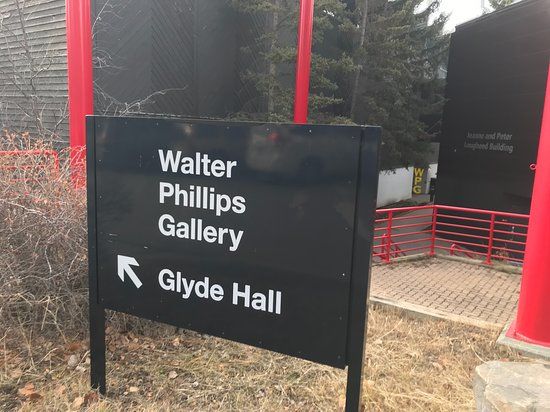 Walter
Phillips
Gallery
Glyde Hall
Jeanne and Peter
Lougheed Building
WPG